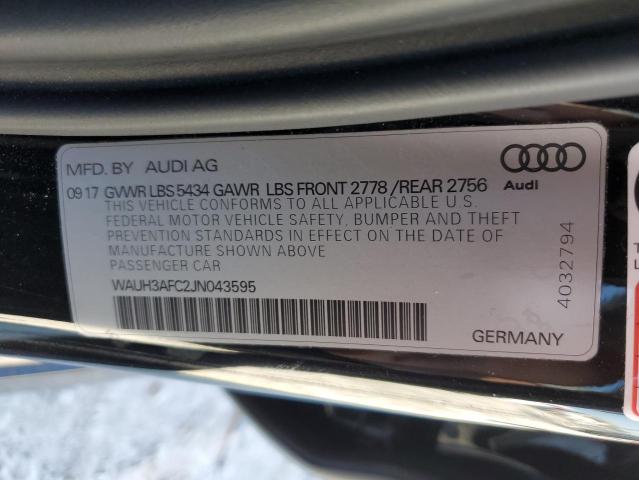 MFD. BY AUDI AG
09 17 GVWR LBS 5434 GAWR LBS FRONT 2778 /REAR 2756
THIS VEHICLE CONFORMS TO ALL APPLICABLE U S.
FEDERAL MOTOR VEHICLE SAFETY, BUMPER AND THEFT
PREVENTION STANDARDS IN EFFECT ON THE DATE OF
MANUFACTURE SHOWN ABOVE
PASSENGER CAR
WAUH3AFC2JN043595
Audi
4032794
GERMANY